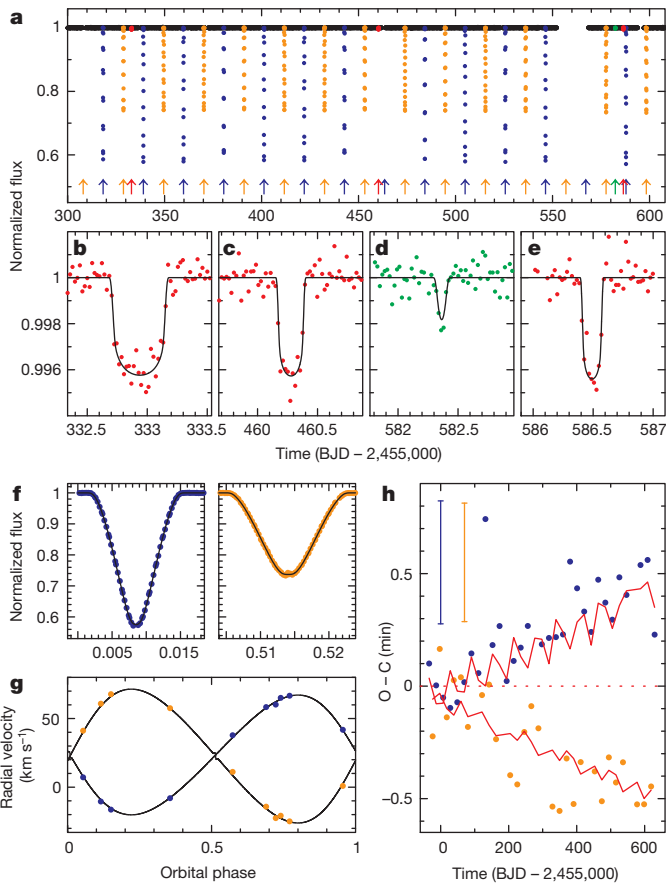 a
Normalized flux
1
0.8
0.6
300 350 400 450 500 550 600
b c d e
1
0.998
0.996
332.5 333 333.5 460 460.5 582 582.5 586 586.5 587
Time (BJD – 2,455,000)
f
Normalized flux
1
0.9
0.8
0.7
0.6
0.005 0.015 0.51 0.52
g
Radial velocity
(km s⁻¹)
50
0
0 0.5 1
Orbital phase
h
O – C (min)
0.5
0
−0.5
0 200 400 600
Time (BJD – 2,455,000)